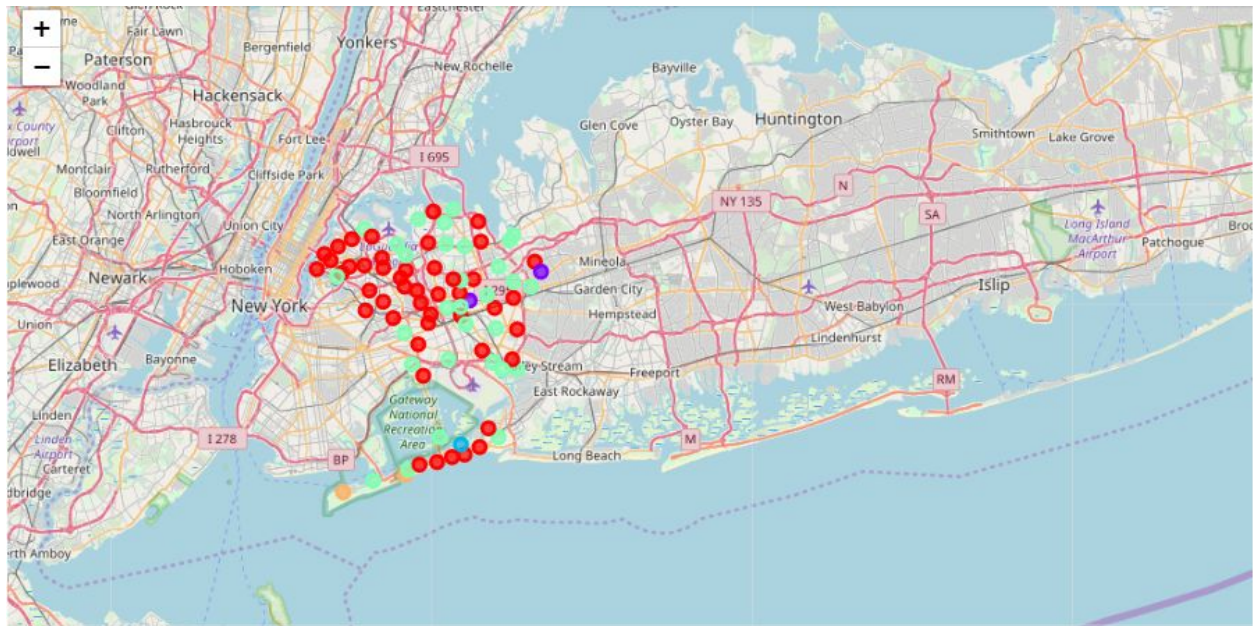 +
−
Fair Lawn
Paterson
Woodland
Park
Bergenfield
Yonkers
Eastchester
New Rochelle
Hackensack
Hasbrouck
Heights
Clifton
Fort Lee
Montclair
Rutherford
Cliffside Park
Bloomfield
North Arlington
Union City
East Orange
Newark
Hoboken
New York
Union
Elizabeth
Bayonne
Linden
Linden
Airport
Carteret
I 278
BP
I 695
Bayville
Glen Cove
Oyster Bay
Huntington
Smithtown
Lake Grove
N
NY 135
SA
Long Island
MacArthur
Airport
Patchogue
Mineola
Garden City
Hempstead
West Babylon
Islip
Lindenhurst
Freeport
East Rockaway
RM
M
Long Beach
Gateway
National
Recreation
Area